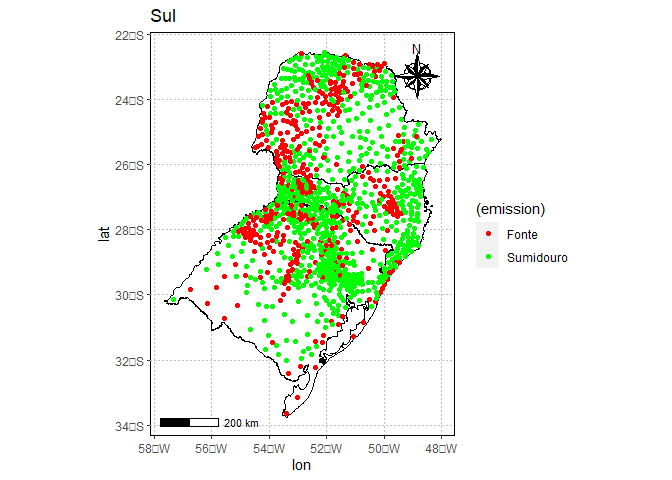 Sul
22□S
24□S
26□S
28□S
30□S
32□S
34□S
lat
N
200 km
58□W 56□W 54□W 52□W 50□W 48□W
lon
(emission)
Fonte
Sumidouro